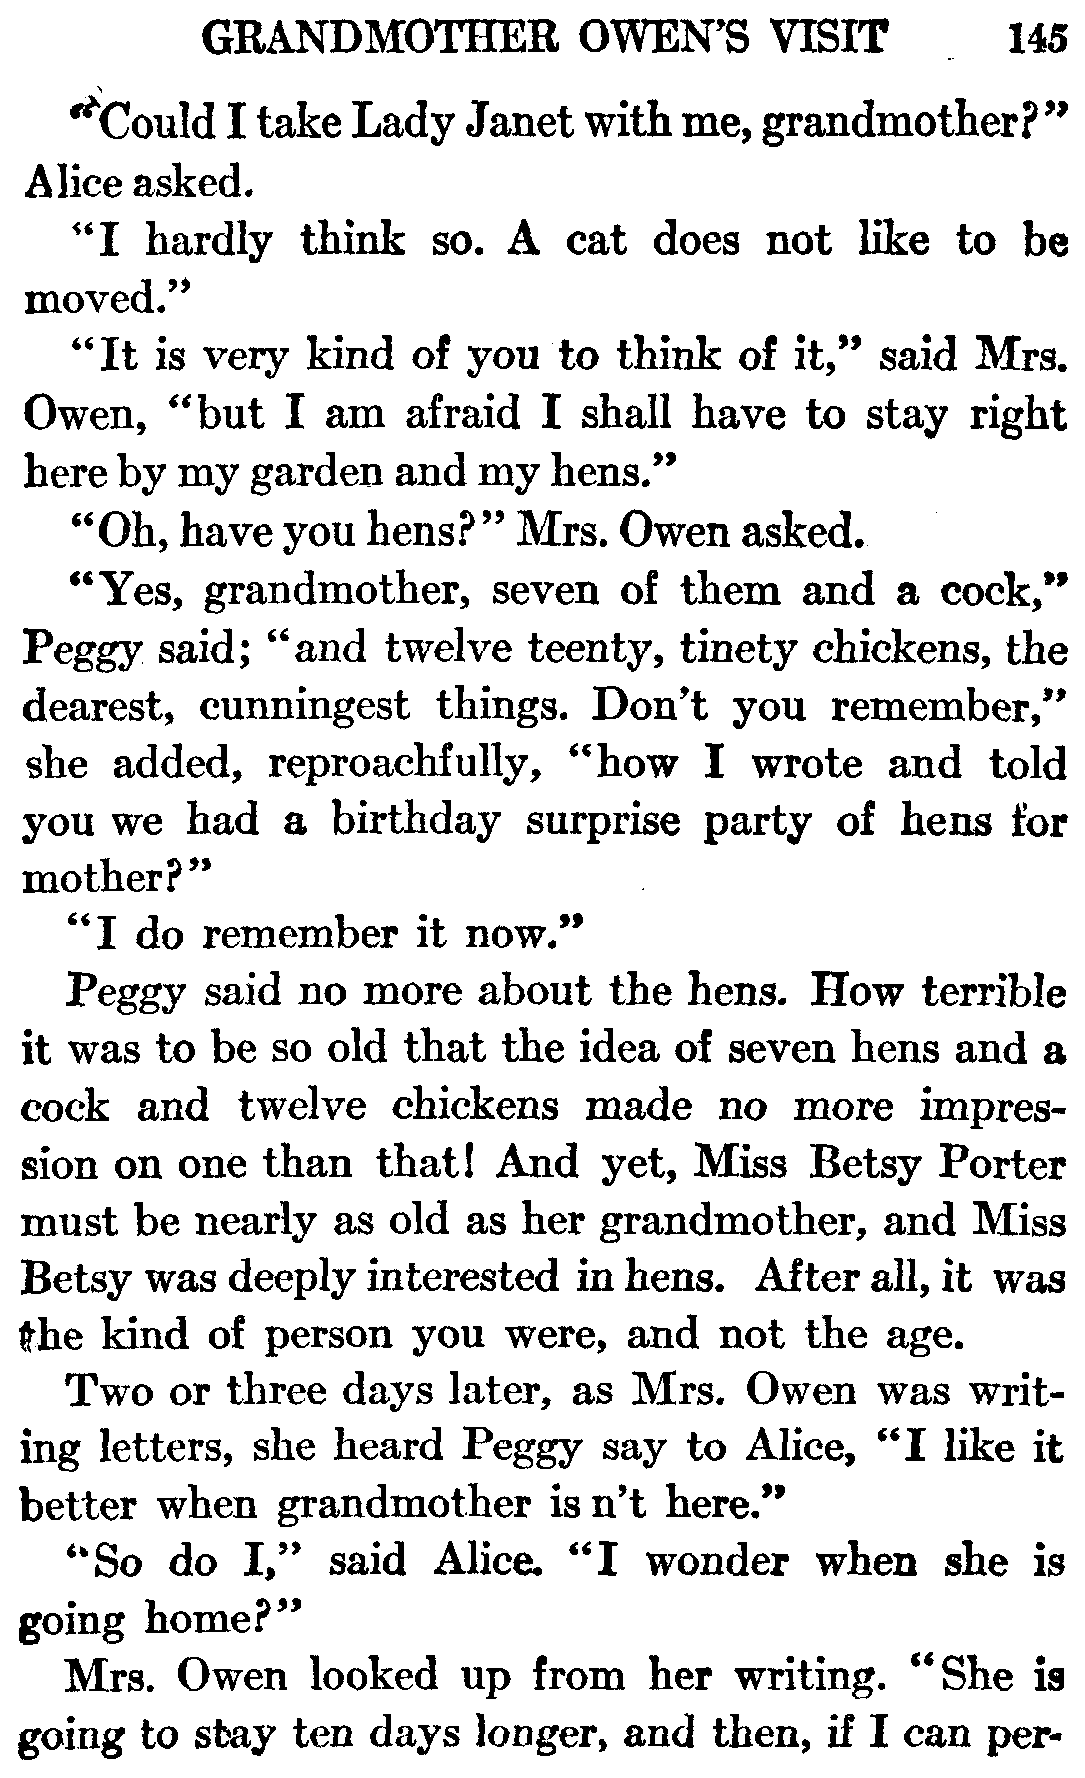 GRANDMOTHER OWEN'S VISIT 145
"Could I take Lady Janet with me, grandmother?"
Alice asked.
"I hardly think so. A cat does not like to be
moved."
"It is very kind of you to think of it," said Mrs.
Owen, "but I am afraid I shall have to stay right
here by my garden and my hens."
"Oh, have you hens?" Mrs. Owen asked.
"Yes, grandmother, seven of them and a cock,"
Peggy said; "and twelve teenty, tinety chickens, the
dearest, cunningest things. Don't you remember,"
she added, reproachfully, "how I wrote and told
you we had a birthday surprise party of hens for
mother?"
"I do remember it now."
Peggy said no more about the hens. How terrible
it was to be so old that the idea of seven hens and a
cock and twelve chickens made no more impres-
sion on one than that! And yet, Miss Betsy Porter
must be nearly as old as her grandmother, and Miss
Betsy was deeply interested in hens. After all, it was
the kind of person you were, and not the age.
Two or three days later, as Mrs. Owen was writ-
ing letters, she heard Peggy say to Alice, "I like it
better when grandmother is n't here."
"So do I," said Alice. "I wonder when she is
going home?"
Mrs. Owen looked up from her writing. "She is
going to stay ten days longer, and then, if I can per-